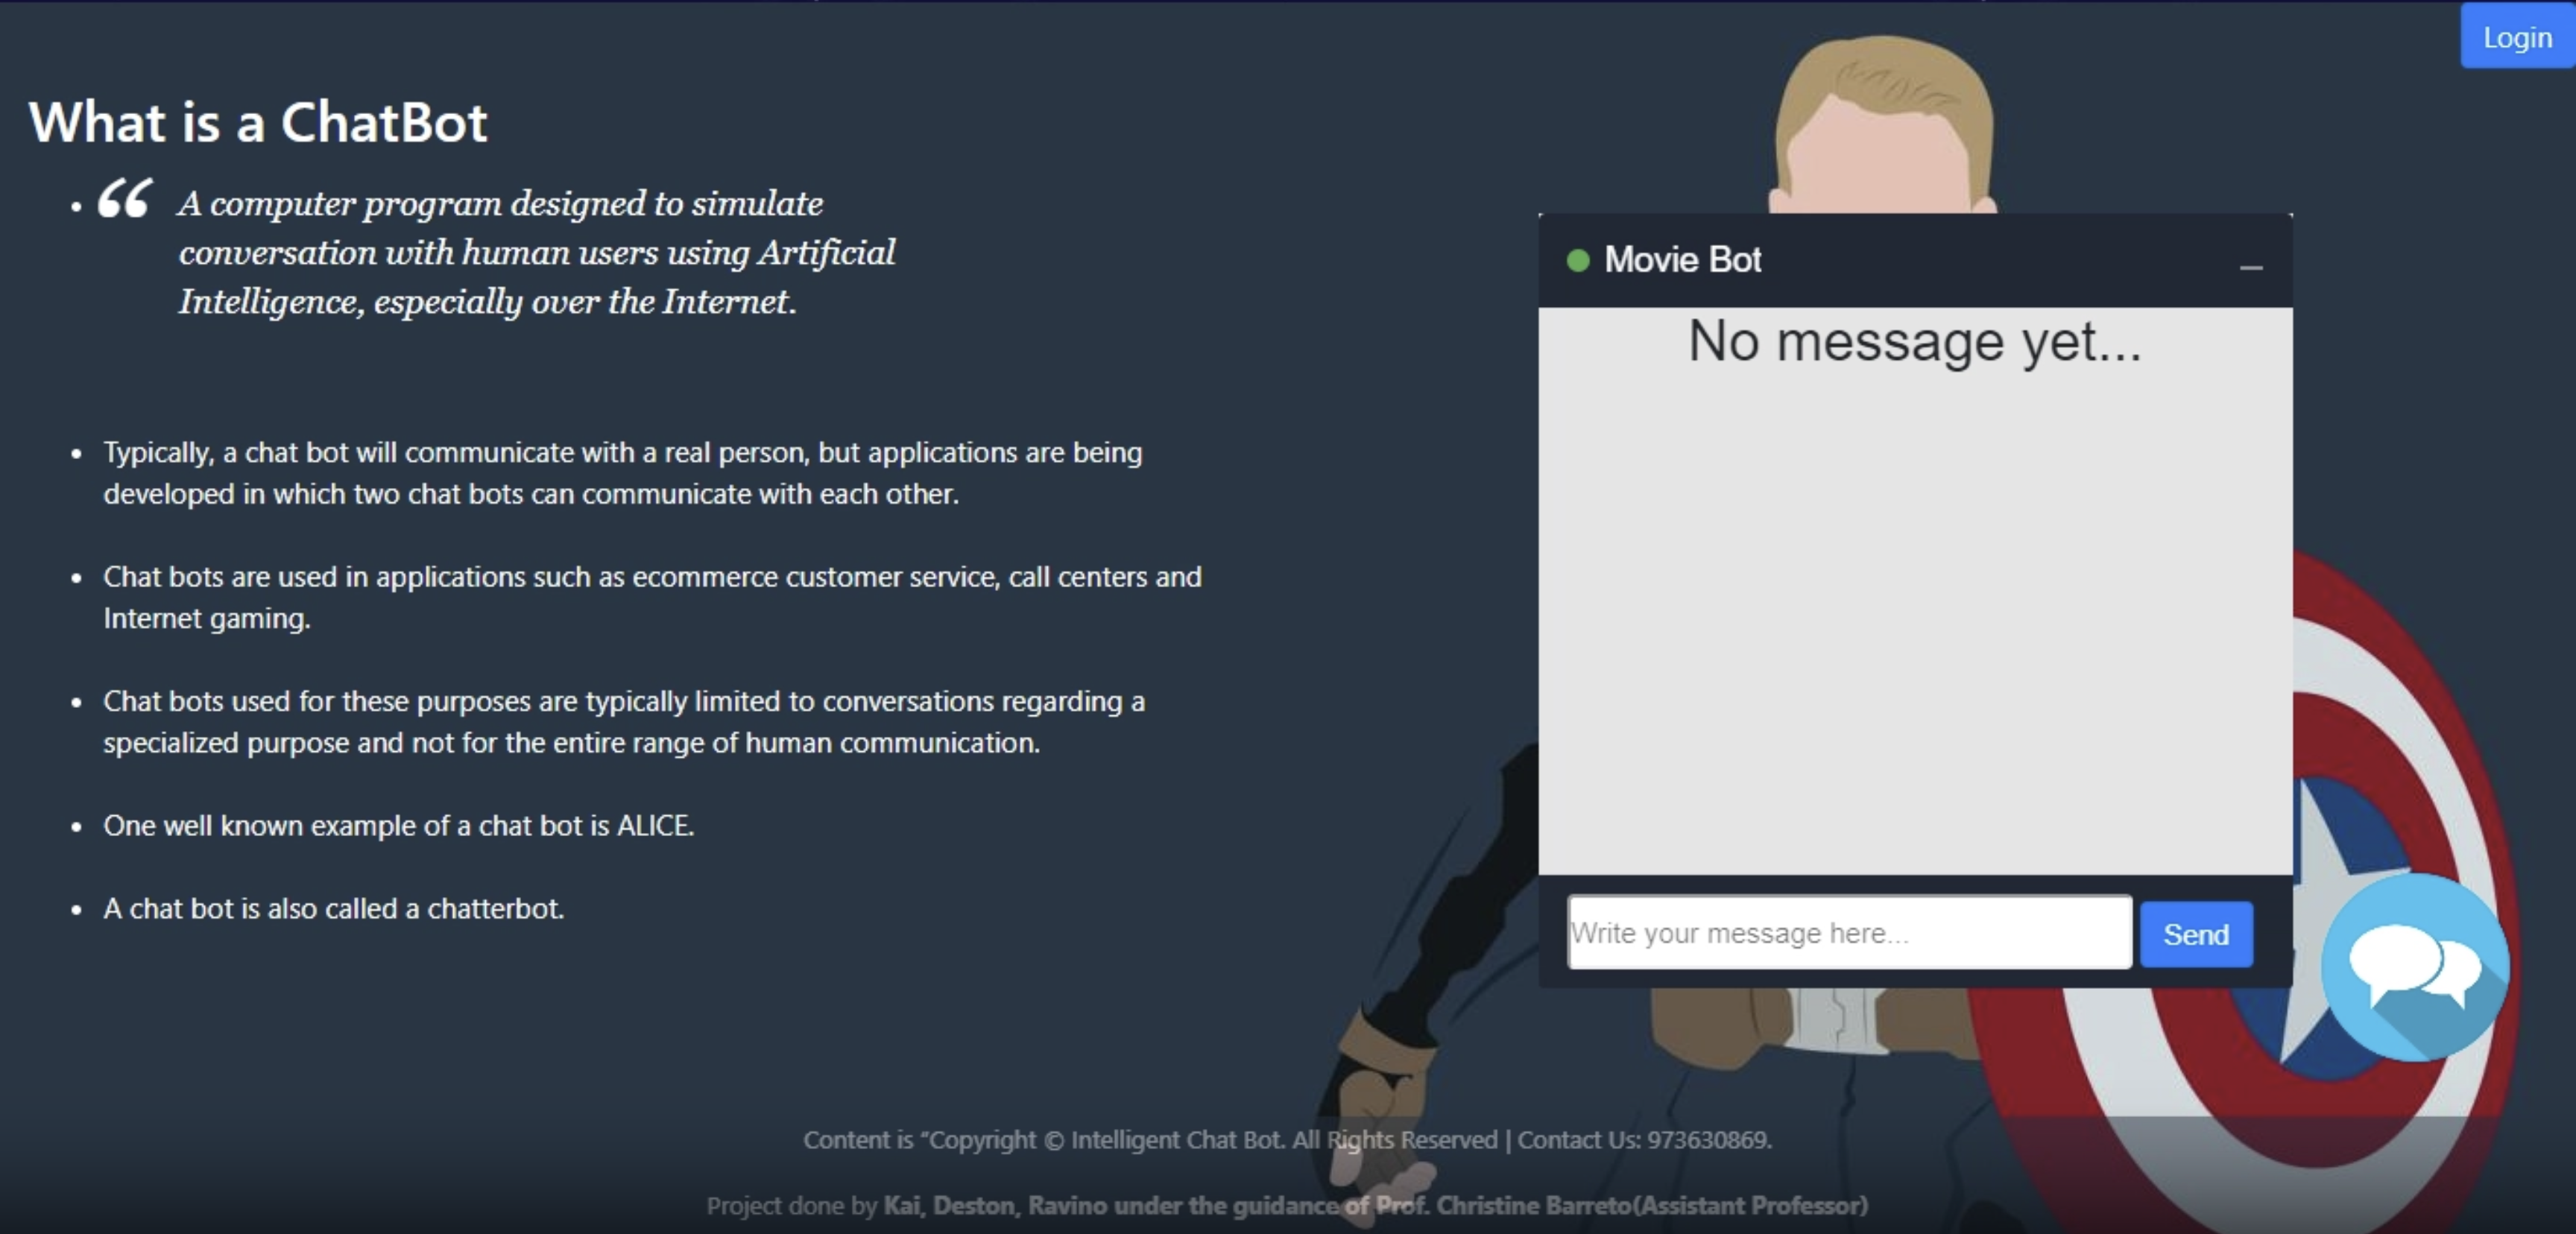 Login
What is a ChatBot
• “ A computer program designed to simulate
conversation with human users using Artificial
Intelligence, especially over the Internet.
• Typically, a chat bot will communicate with a real person, but applications are being
developed in which two chat bots can communicate with each other.
• Chat bots are used in applications such as ecommerce customer service, call centers and
Internet gaming.
• Chat bots used for these purposes are typically limited to conversations regarding a
specialized purpose and not for the entire range of human communication.
• One well known example of a chat bot is ALICE.
• A chat bot is also called a chatterbot.
Movie Bot
No message yet...
Write your message here...
Send
Content is “Copyright © Intelligent Chat Bot. All Rights Reserved | Contact Us: 973630869.
Project done by Kai, Deston, Ravino under the guidance of Prof. Christine Barreto(Assistant Professor)